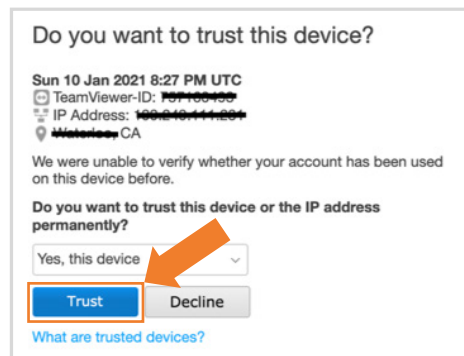 Do you want to trust this device?
Sun 10 Jan 2021 8:27 PM UTC
TeamViewer-ID:
IP Address:
CA
We were unable to verify whether your account has been used
on this device before.
Do you want to trust this device or the IP address
permanently?
Yes, this device
Trust
Decline
What are trusted devices?